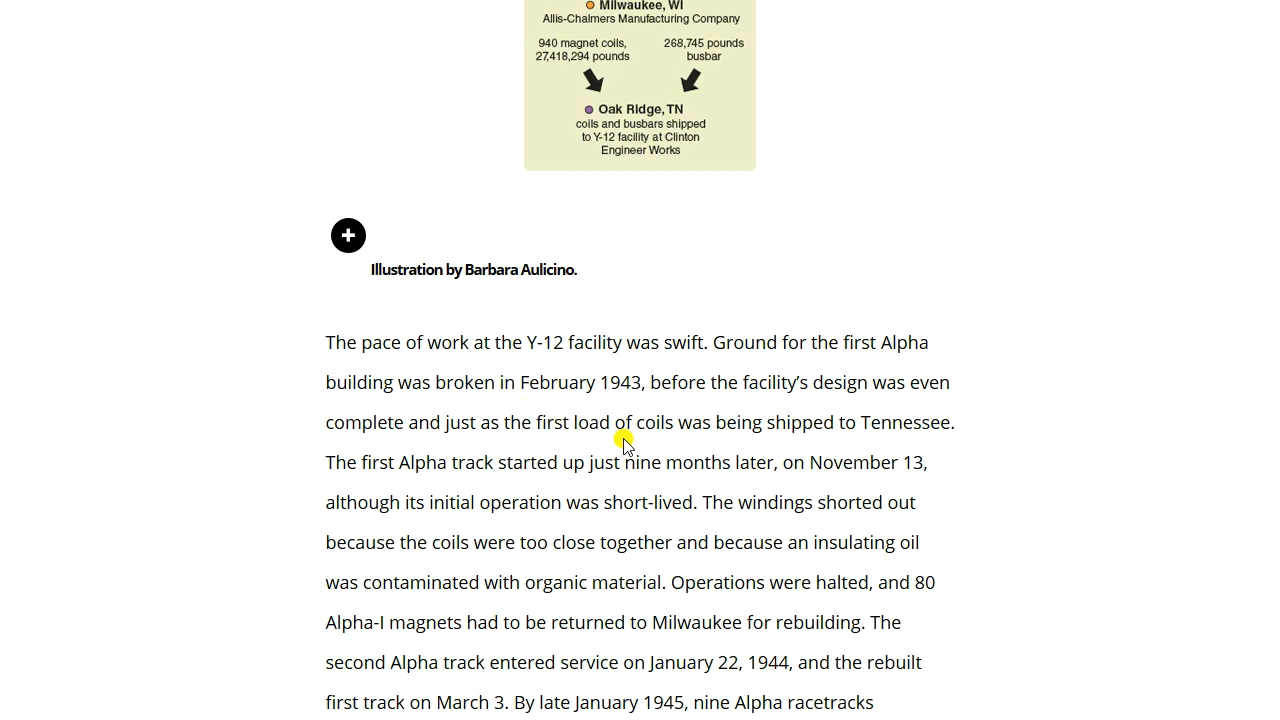 Milwaukee, WI
Allis-Chalmers Manufacturing Company
940 magnet coils,
27,418,294 pounds
268,745 pounds
busbar
Oak Ridge, TN
coils and busbars shipped
to Y-12 facility at Clinton
Engineer Works
Illustration by Barbara Aulicino.
The pace of work at the Y-12 facility was swift. Ground for the first Alpha
building was broken in February 1943, before the facility’s design was even
complete and just as the first load of coils was being shipped to Tennessee.
The first Alpha track started up just nine months later, on November 13,
although its initial operation was short-lived. The windings shorted out
because the coils were too close together and because an insulating oil
was contaminated with organic material. Operations were halted, and 80
Alpha-I magnets had to be returned to Milwaukee for rebuilding. The
second Alpha track entered service on January 22, 1944, and the rebuilt
first track on March 3. By late January 1945, nine Alpha racetracks